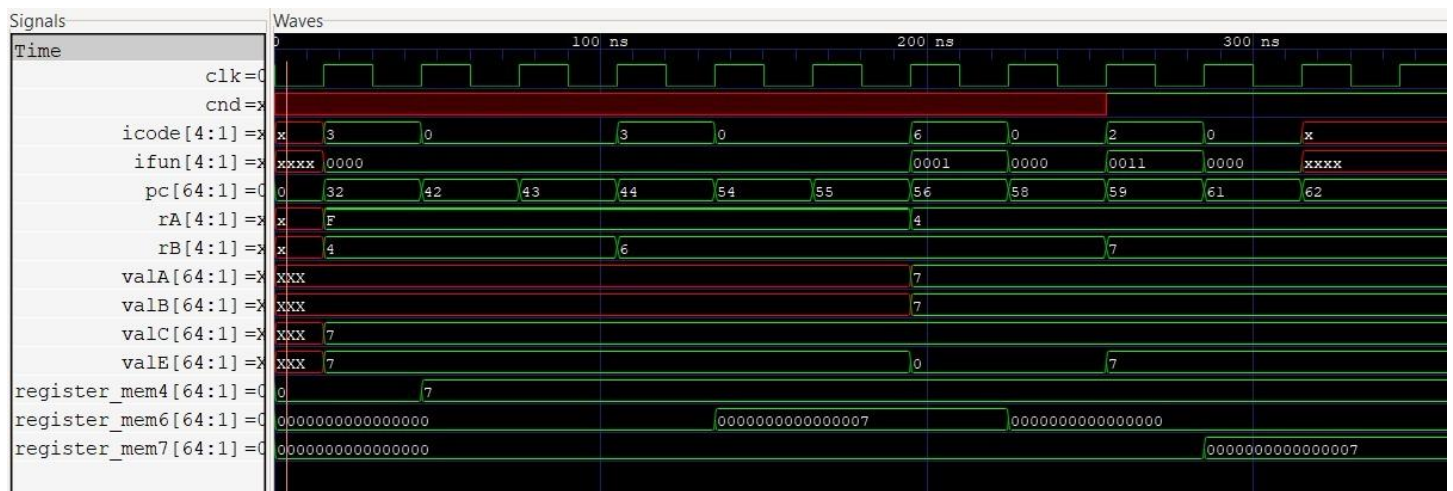 Signals Waves
Time 0 100 ns 200 ns 300 ns
clk=0
cnd=x
icode[4:1]=x x 3 0 3 0 6 0 2 0 x
ifun[4:1]=x xxxx 0000 0001 0000 0011 0000 xxxx
pc[64:1]=0 0 32 42 43 44 54 55 56 58 59 61 62
rA[4:1]=x x F 4
rB[4:1]=x x 4 6 7
valA[64:1]=X XXX 7
valB[64:1]=X XXX 7
valC[64:1]=X XXX 7
valE[64:1]=X XXX 7 0 7
register_mem4[64:1]=0 0 7
register_mem6[64:1]=0 0000000000000000 0000000000000007 0000000000000000
register_mem7[64:1]=0 0000000000000000 0000000000000007